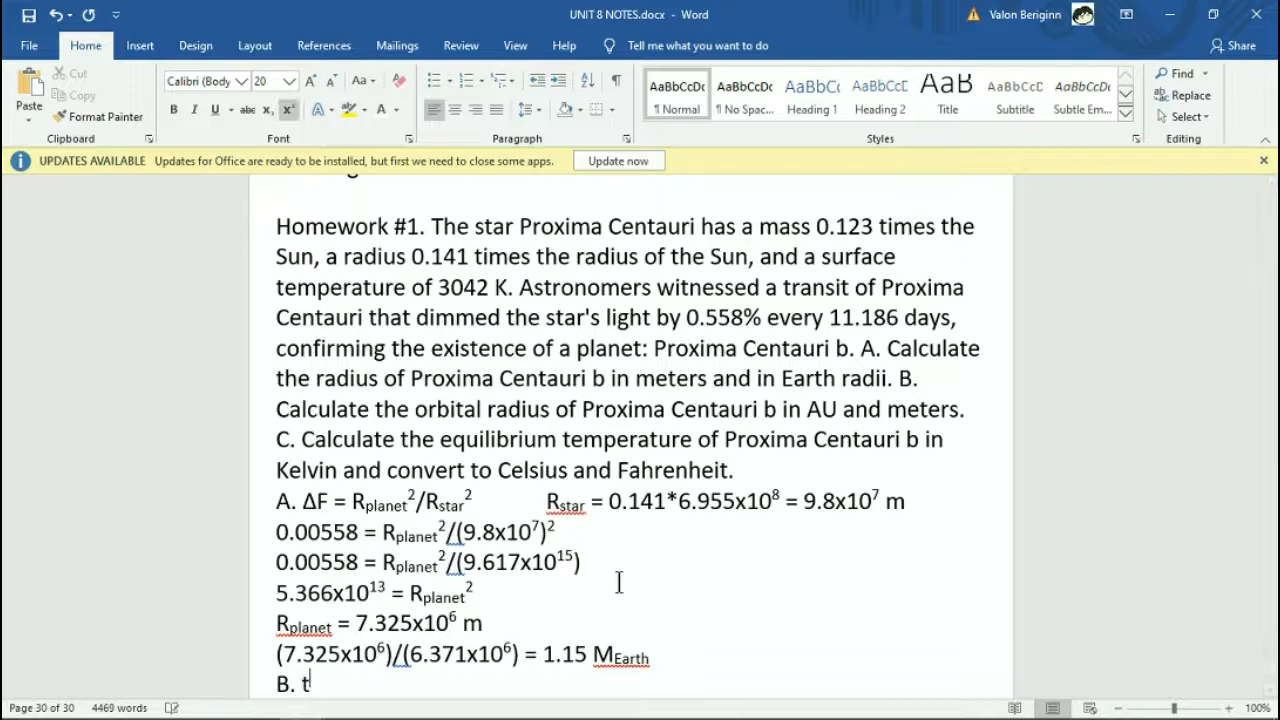 UNIT 8 NOTES.docx - Word
Valon Beriginn
File Home Insert Design Layout References Mailings Review View Help Tell me what you want to do Share
Paste
Cut
Copy
Format Painter
Clipboard
Calibri (Body 20
Font
Paragraph
AaBbCcDc AaBbCcDc AaBbCc AaBbCcD AaB AaBbCcD AaBbCcDc
¶ Normal ¶ No Spac... Heading 1 Heading 2 Title Subtitle Subtle Em...
Styles
Find
Replace
Select
Editing
UPDATES AVAILABLE Updates for Office are ready to be installed, but first we need to close some apps. Update now
Homework #1. The star Proxima Centauri has a mass 0.123 times the
Sun, a radius 0.141 times the radius of the Sun, and a surface
temperature of 3042 K. Astronomers witnessed a transit of Proxima
Centauri that dimmed the star's light by 0.558% every 11.186 days,
confirming the existence of a planet: Proxima Centauri b. A. Calculate
the radius of Proxima Centauri b in meters and in Earth radii. B.
Calculate the orbital radius of Proxima Centauri b in AU and meters.
C. Calculate the equilibrium temperature of Proxima Centauri b in
Kelvin and convert to Celsius and Fahrenheit.
A. ΔF = Rplanet²/Rstar² Rstar = 0.141*6.955x10⁸ = 9.8x10⁷ m
0.00558 = Rplanet²/(9.8x10⁷)²
0.00558 = Rplanet²/(9.617x10¹⁵)
5.366x10¹³ = Rplanet²
Rplanet = 7.325x10⁶ m
(7.325x10⁶)/(6.371x10⁶) = 1.15 MEarth
B. t
Page 30 of 30 4469 words 100%